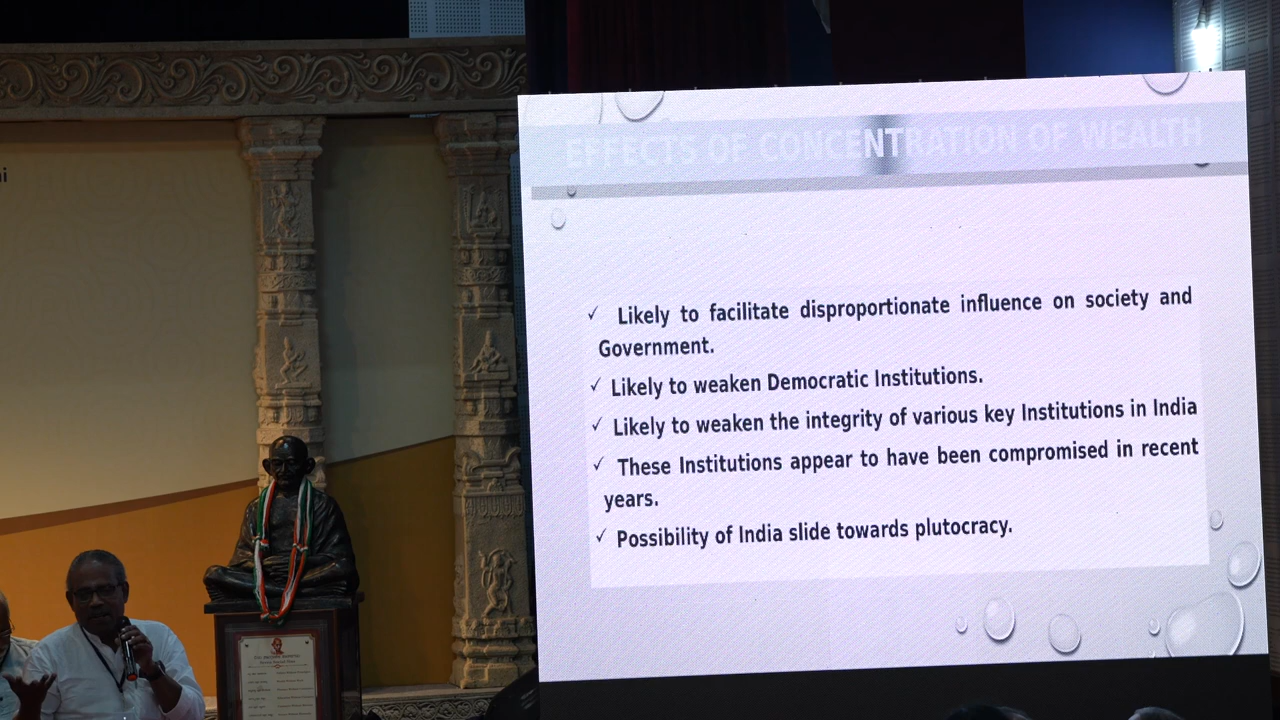 EFFECTS OF CONCENTRATION OF WEALTH
✓ Likely to facilitate disproportionate influence on society and
Government.
✓ Likely to weaken Democratic Institutions.
✓ Likely to weaken the integrity of various key Institutions in India
✓ These Institutions appear to have been compromised in recent
years.
✓ Possibility of India slide towards plutocracy.